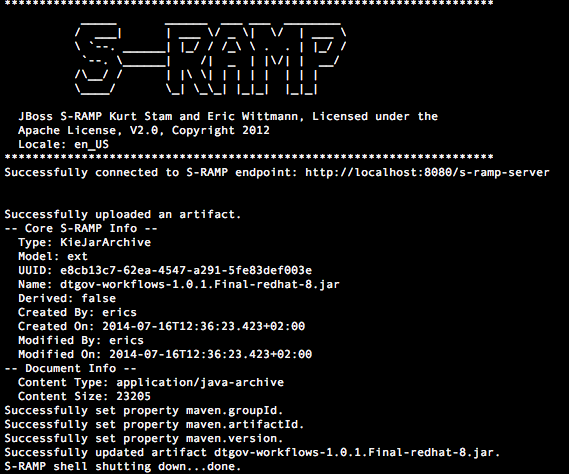 **********************************************************************
S-RAMP
JBoss S-RAMP Kurt Stam and Eric Wittmann, Licensed under the
Apache License, V2.0, Copyright 2012
Locale: en_US
**********************************************************************
Successfully connected to S-RAMP endpoint: http://localhost:8080/s-ramp-server
Successfully uploaded an artifact.
-- Core S-RAMP Info --
Type: KieJarArchive
Model: ext
UUID: e8cb13c7-62ea-4547-a291-5fe83def003e
Name: dtgov-workflows-1.0.1.Final-redhat-8.jar
Derived: false
Created By: erics
Created On: 2014-07-16T12:36:23.423+02:00
Modified By: erics
Modified On: 2014-07-16T12:36:23.423+02:00
-- Document Info --
Content Type: application/java-archive
Content Size: 23205
Successfully set property maven.groupId.
Successfully set property maven.artifactId.
Successfully set property maven.version.
Successfully updated artifact dtgov-workflows-1.0.1.Final-redhat-8.jar.
S-RAMP shell shutting down...done.